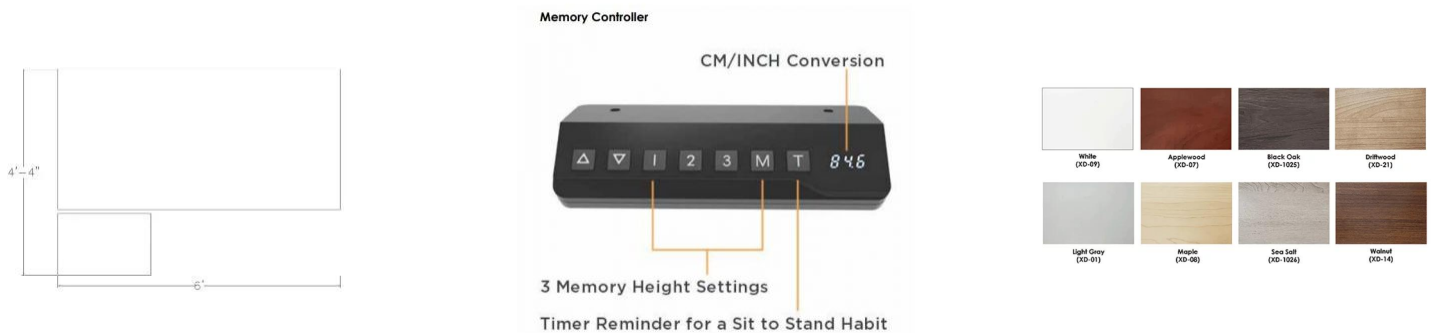 4'-4"
6'
Memory Controller
CM/INCH Conversion
1 2 3 M T 84.6
3 Memory Height Settings
Timer Reminder for a Sit to Stand Habit
White
(XD-09)
Applewood
(XD-07)
Black Oak
(XD-1025)
Driftwood
(XD-21)
Light Gray
(XD-01)
Maple
(XD-08)
Sea Salt
(XD-1026)
Walnut
(XD-14)